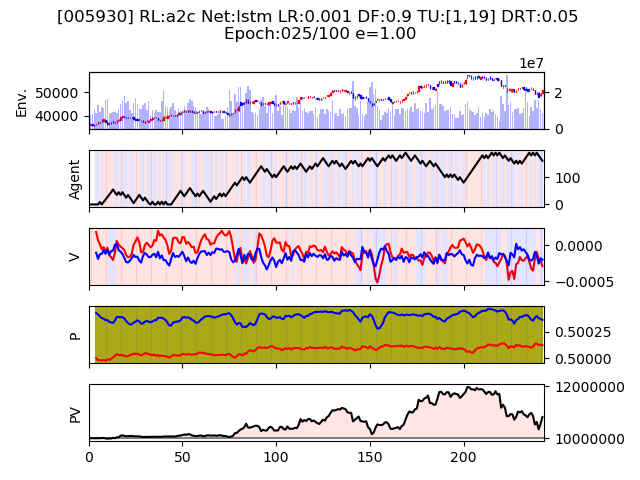 [005930] RL:a2c Net:lstm LR:0.001 DF:0.9 TU:[1,19] DRT:0.05
Epoch:025/100 e=1.00
1e7
Env.
50000
40000
2
0
Agent
100
0
V
0.0000
−0.0005
P
0.50025
0.50000
PV
12000000
10000000
0 50 100 150 200